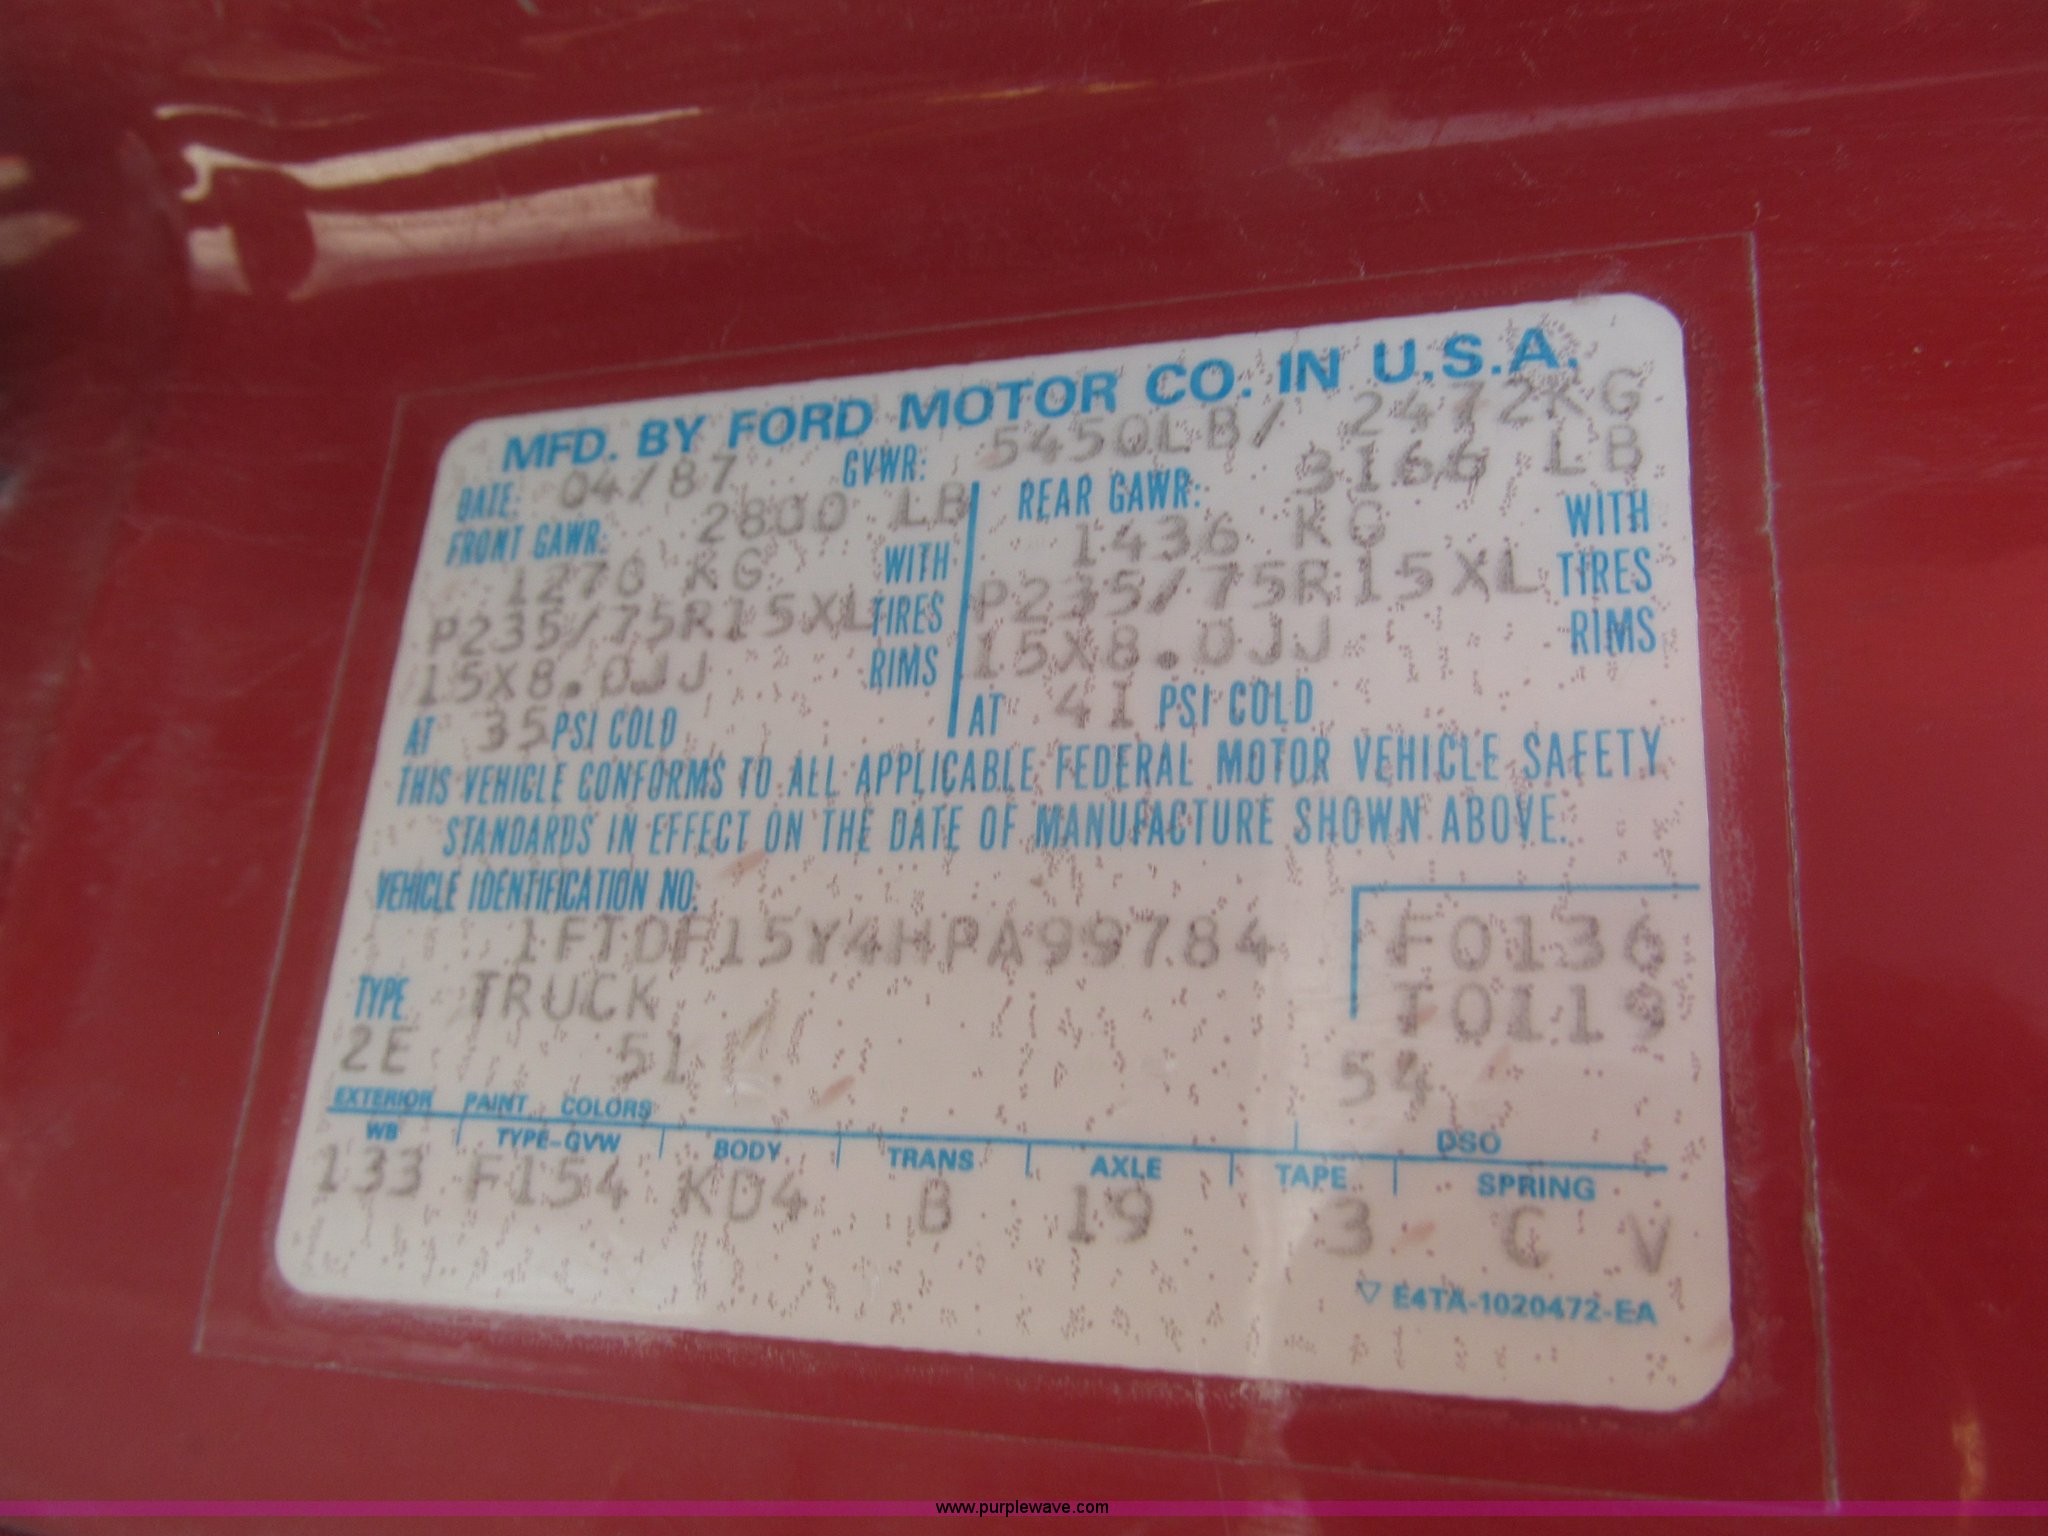 MFD. BY FORD MOTOR CO. IN U.S.A.
DATE: 04/87 GVWR: 5450LB/ 2472KG
FRONT GAWR: 2800 LB REAR GAWR: 3166 LB
1270 KG WITH 1436 KG WITH
P235/75R15XL TIRES P235/75R15XL TIRES
15X8.0JJ RIMS 15X8.0JJ RIMS
AT 35 PSI COLD AT 41 PSI COLD
THIS VEHICLE CONFORMS TO ALL APPLICABLE FEDERAL MOTOR VEHICLE SAFETY
STANDARDS IN EFFECT ON THE DATE OF MANUFACTURE SHOWN ABOVE.
VEHICLE IDENTIFICATION NO.
1FTDF15Y4HPA99784 F0136
TYPE TRUCK T0119
2E 51 54
EXTERIOR PAINT COLORS DSO
WB TYPE-GVW BODY TRANS AXLE TAPE SPRING
133 F154 KD4 B 19 3 C V
▽ E4TA-1020472-EA
www.purplewave.com